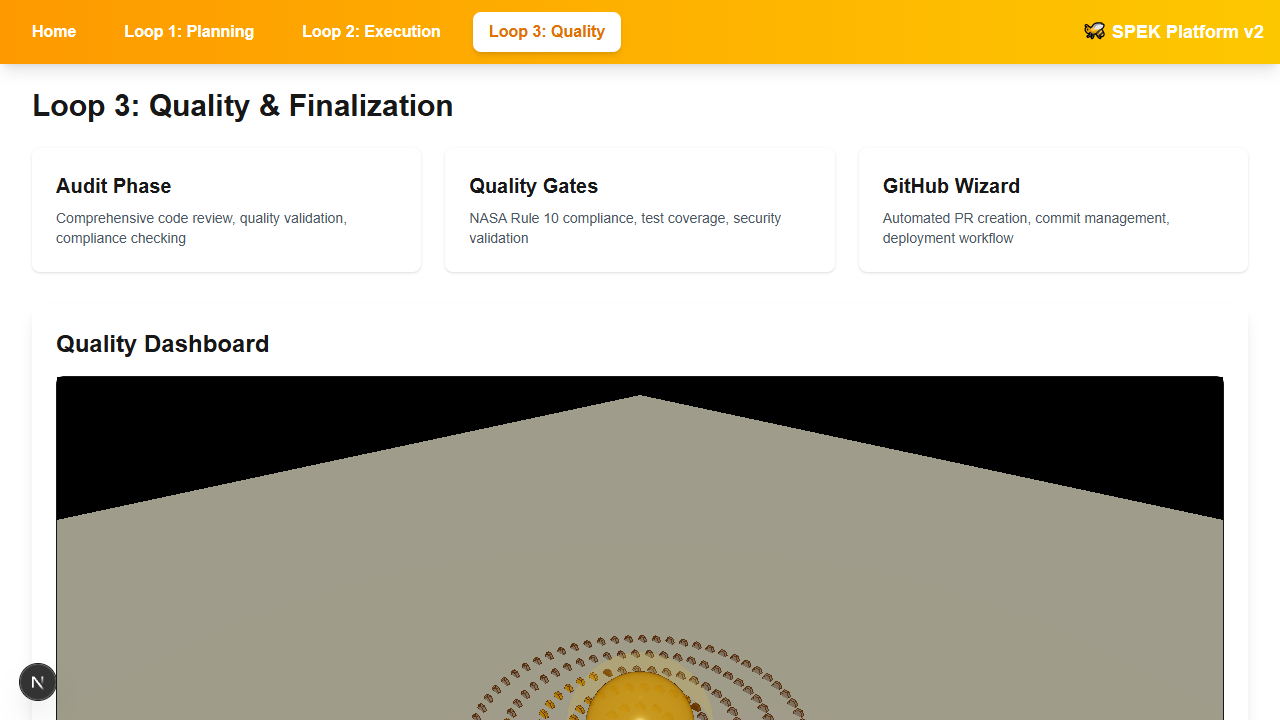 Home
Loop 1: Planning
Loop 2: Execution
Loop 3: Quality
SPEK Platform v2
Loop 3: Quality & Finalization
Audit Phase
Comprehensive code review, quality validation,
compliance checking
Quality Gates
NASA Rule 10 compliance, test coverage, security
validation
GitHub Wizard
Automated PR creation, commit management,
deployment workflow
Quality Dashboard
N